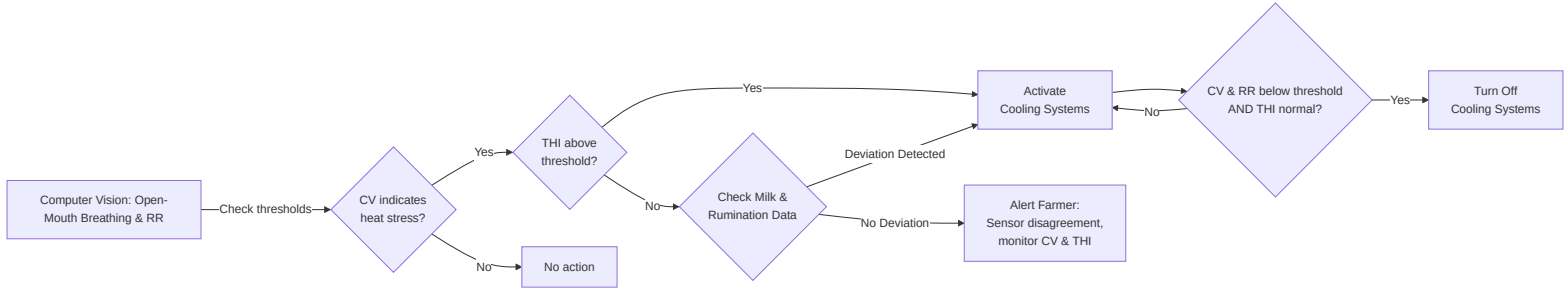 Computer Vision: Open-
Mouth Breathing & RR
Check thresholds
CV indicates
heat stress?
Yes
No
No action
THI above
threshold?
Yes
No
Check Milk &
Rumination Data
Deviation Detected
No Deviation
Activate
Cooling Systems
Alert Farmer:
Sensor disagreement,
monitor CV & THI
No
CV & RR below threshold
AND THI normal?
Yes
Turn Off
Cooling Systems